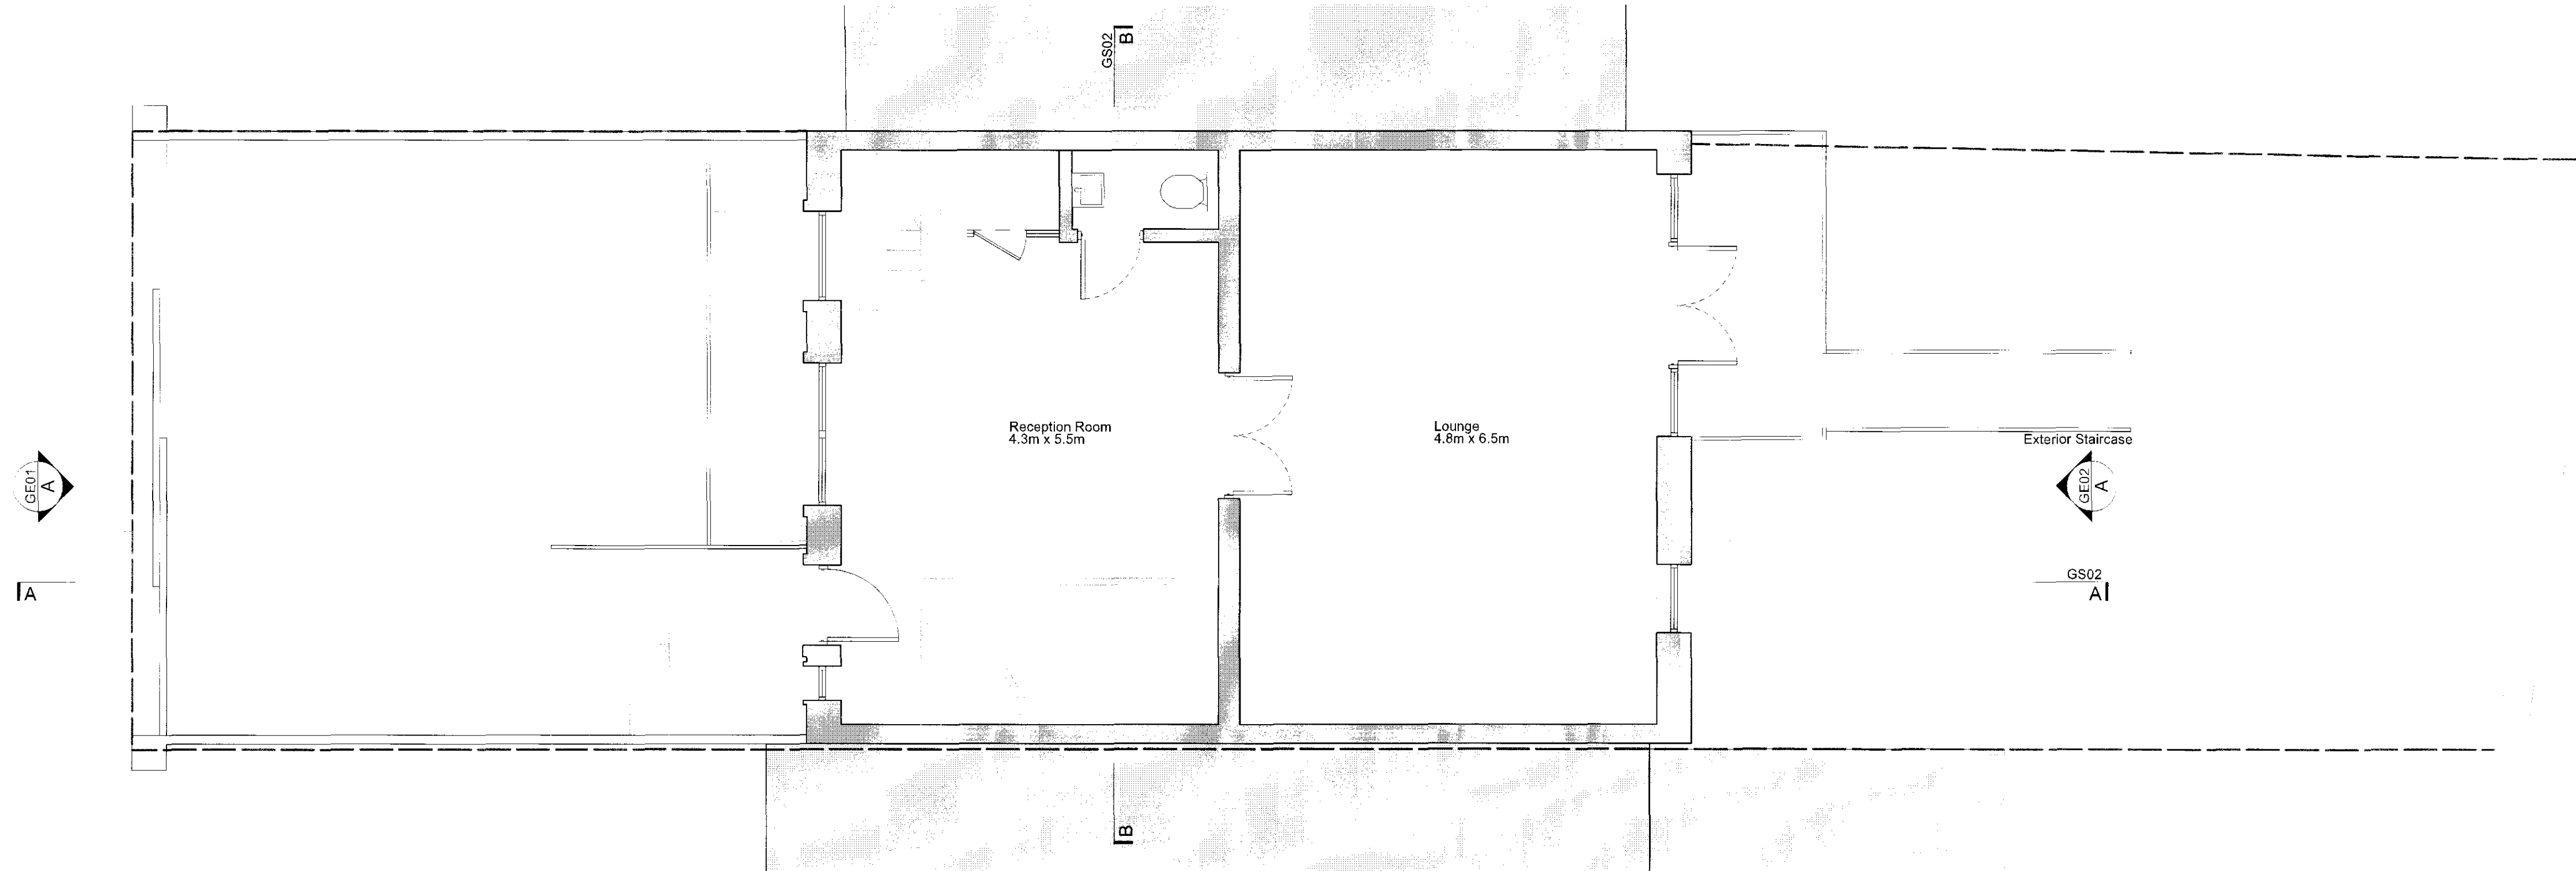 GS02
B
Reception Room
4.3m x 5.5m
Lounge
4.8m x 6.5m
Exterior Staircase
GE01
A
GE02
A
A
GS02
A
B